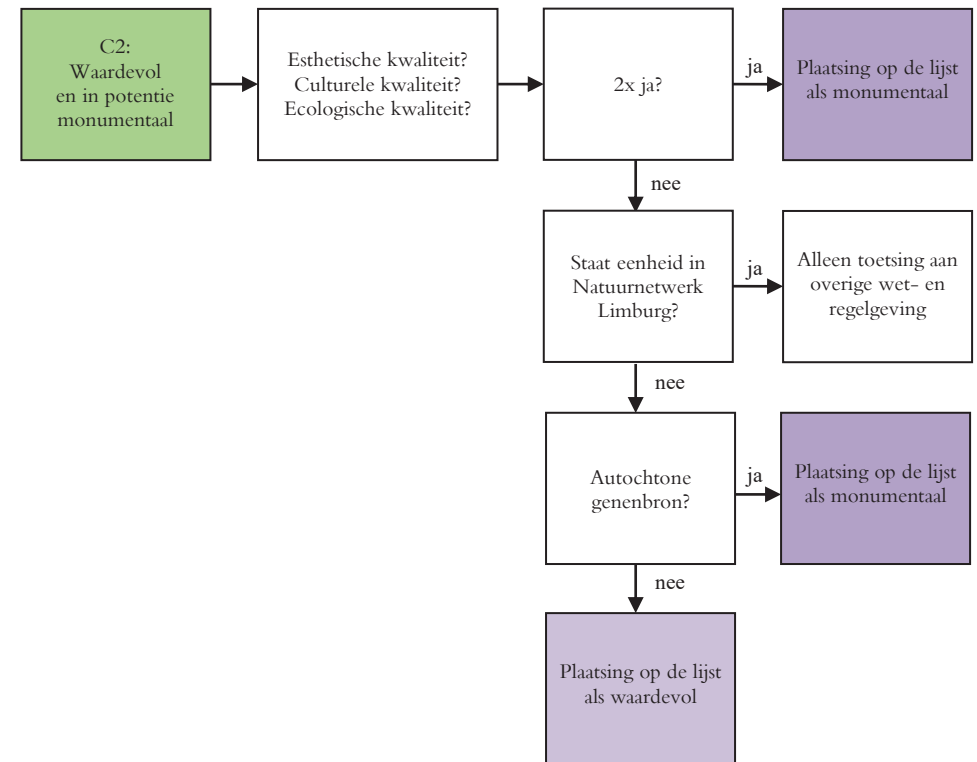 C2:
Waardevol
en in potentie
monumentaal
Esthetische kwaliteit?
Culturele kwaliteit?
Ecologische kwaliteit?
2x ja?
ja
Plaatsing op de lijst
als monumentaal
nee
Staat eenheid in
Natuurnetwerk
Limburg?
ja
Alleen toetsing aan
overige wet- en
regelgeving
nee
Autochtone
genenbron?
ja
Plaatsing op de lijst
als monumentaal
nee
Plaatsing op de lijst
als waardevol